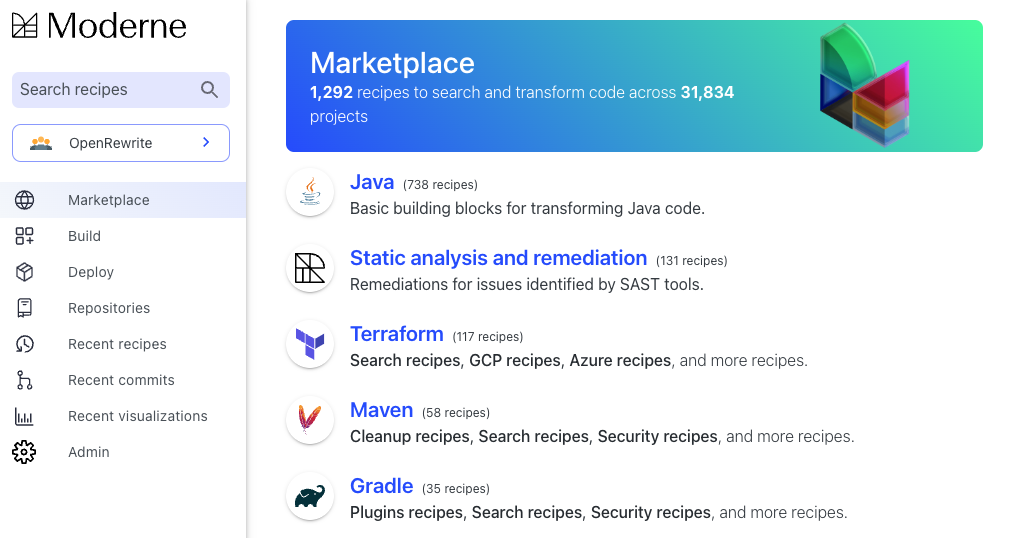 Moderne
Search recipes
OpenRewrite
Marketplace
Build
Deploy
Repositories
Recent recipes
Recent commits
Recent visualizations
Admin
Marketplace
1,292 recipes to search and transform code across 31,834
projects
Java (738 recipes)
Basic building blocks for transforming Java code.
Static analysis and remediation (131 recipes)
Remediations for issues identified by SAST tools.
Terraform (117 recipes)
Search recipes, GCP recipes, Azure recipes, and more recipes.
Maven (58 recipes)
Cleanup recipes, Search recipes, Security recipes, and more recipes.
Gradle (35 recipes)
Plugins recipes, Search recipes, Security recipes, and more recipes.